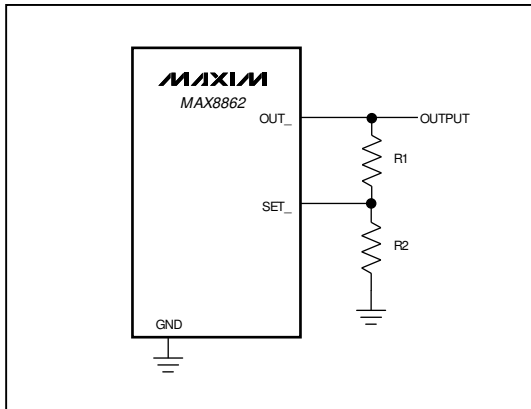 MAXIM
MAX8862
OUT_
OUTPUT
R1
SET_
R2
GND